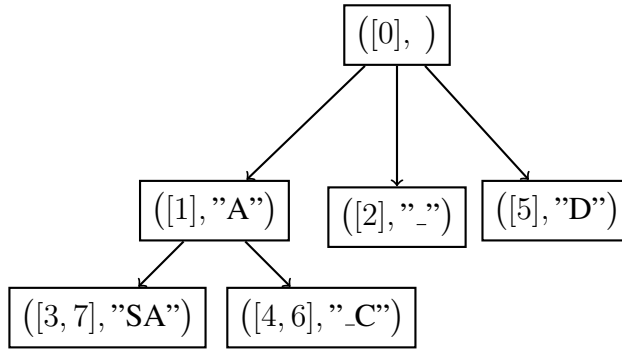 ([0], )
([1], ”A”)
([2], ”_”)
([5], ”D”)
([3, 7], ”SA”)
([4, 6], ”_C”)